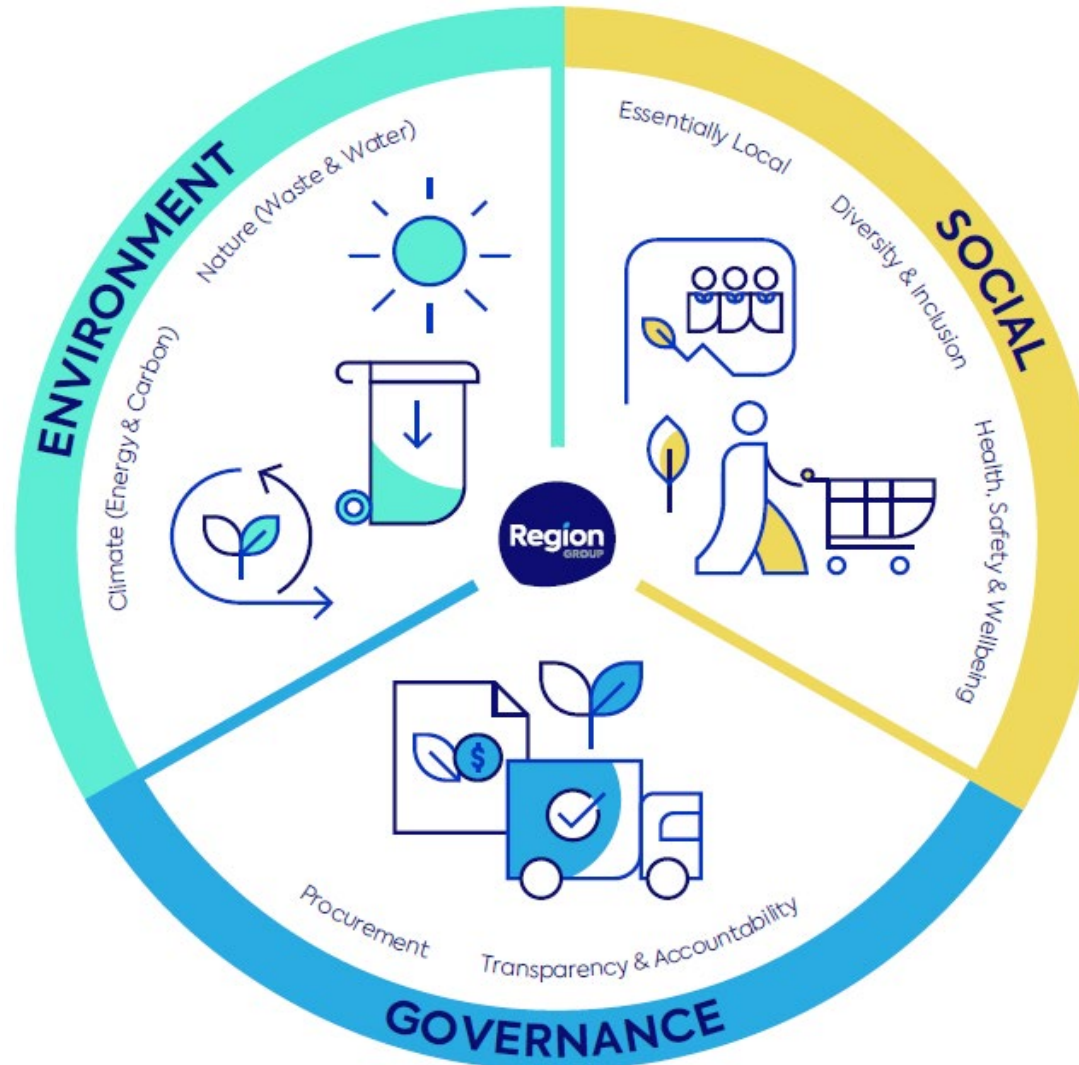 ENVIRONMENT
Climate (Energy & Carbon)
Nature (Waste & Water)
SOCIAL
Essentially Local
Diversity & Inclusion
Health, Safety & Wellbeing
Region
GROUP
$
Procurement
Transparency & Accountability
GOVERNANCE